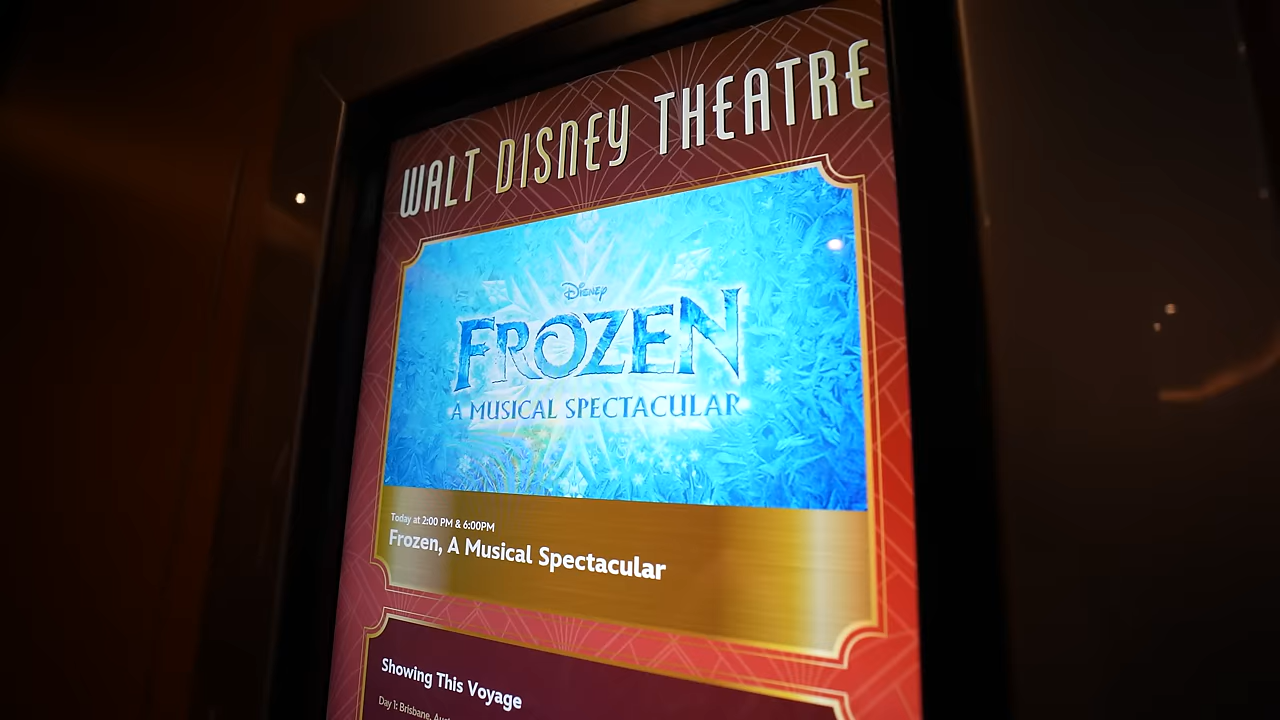 WALT DISNEY THEATRE
Disney
FROZEN
A MUSICAL SPECTACULAR
Today at 2:00 PM & 6:00PM
Frozen, A Musical Spectacular
Showing This Voyage
Day 1: Brisbane,